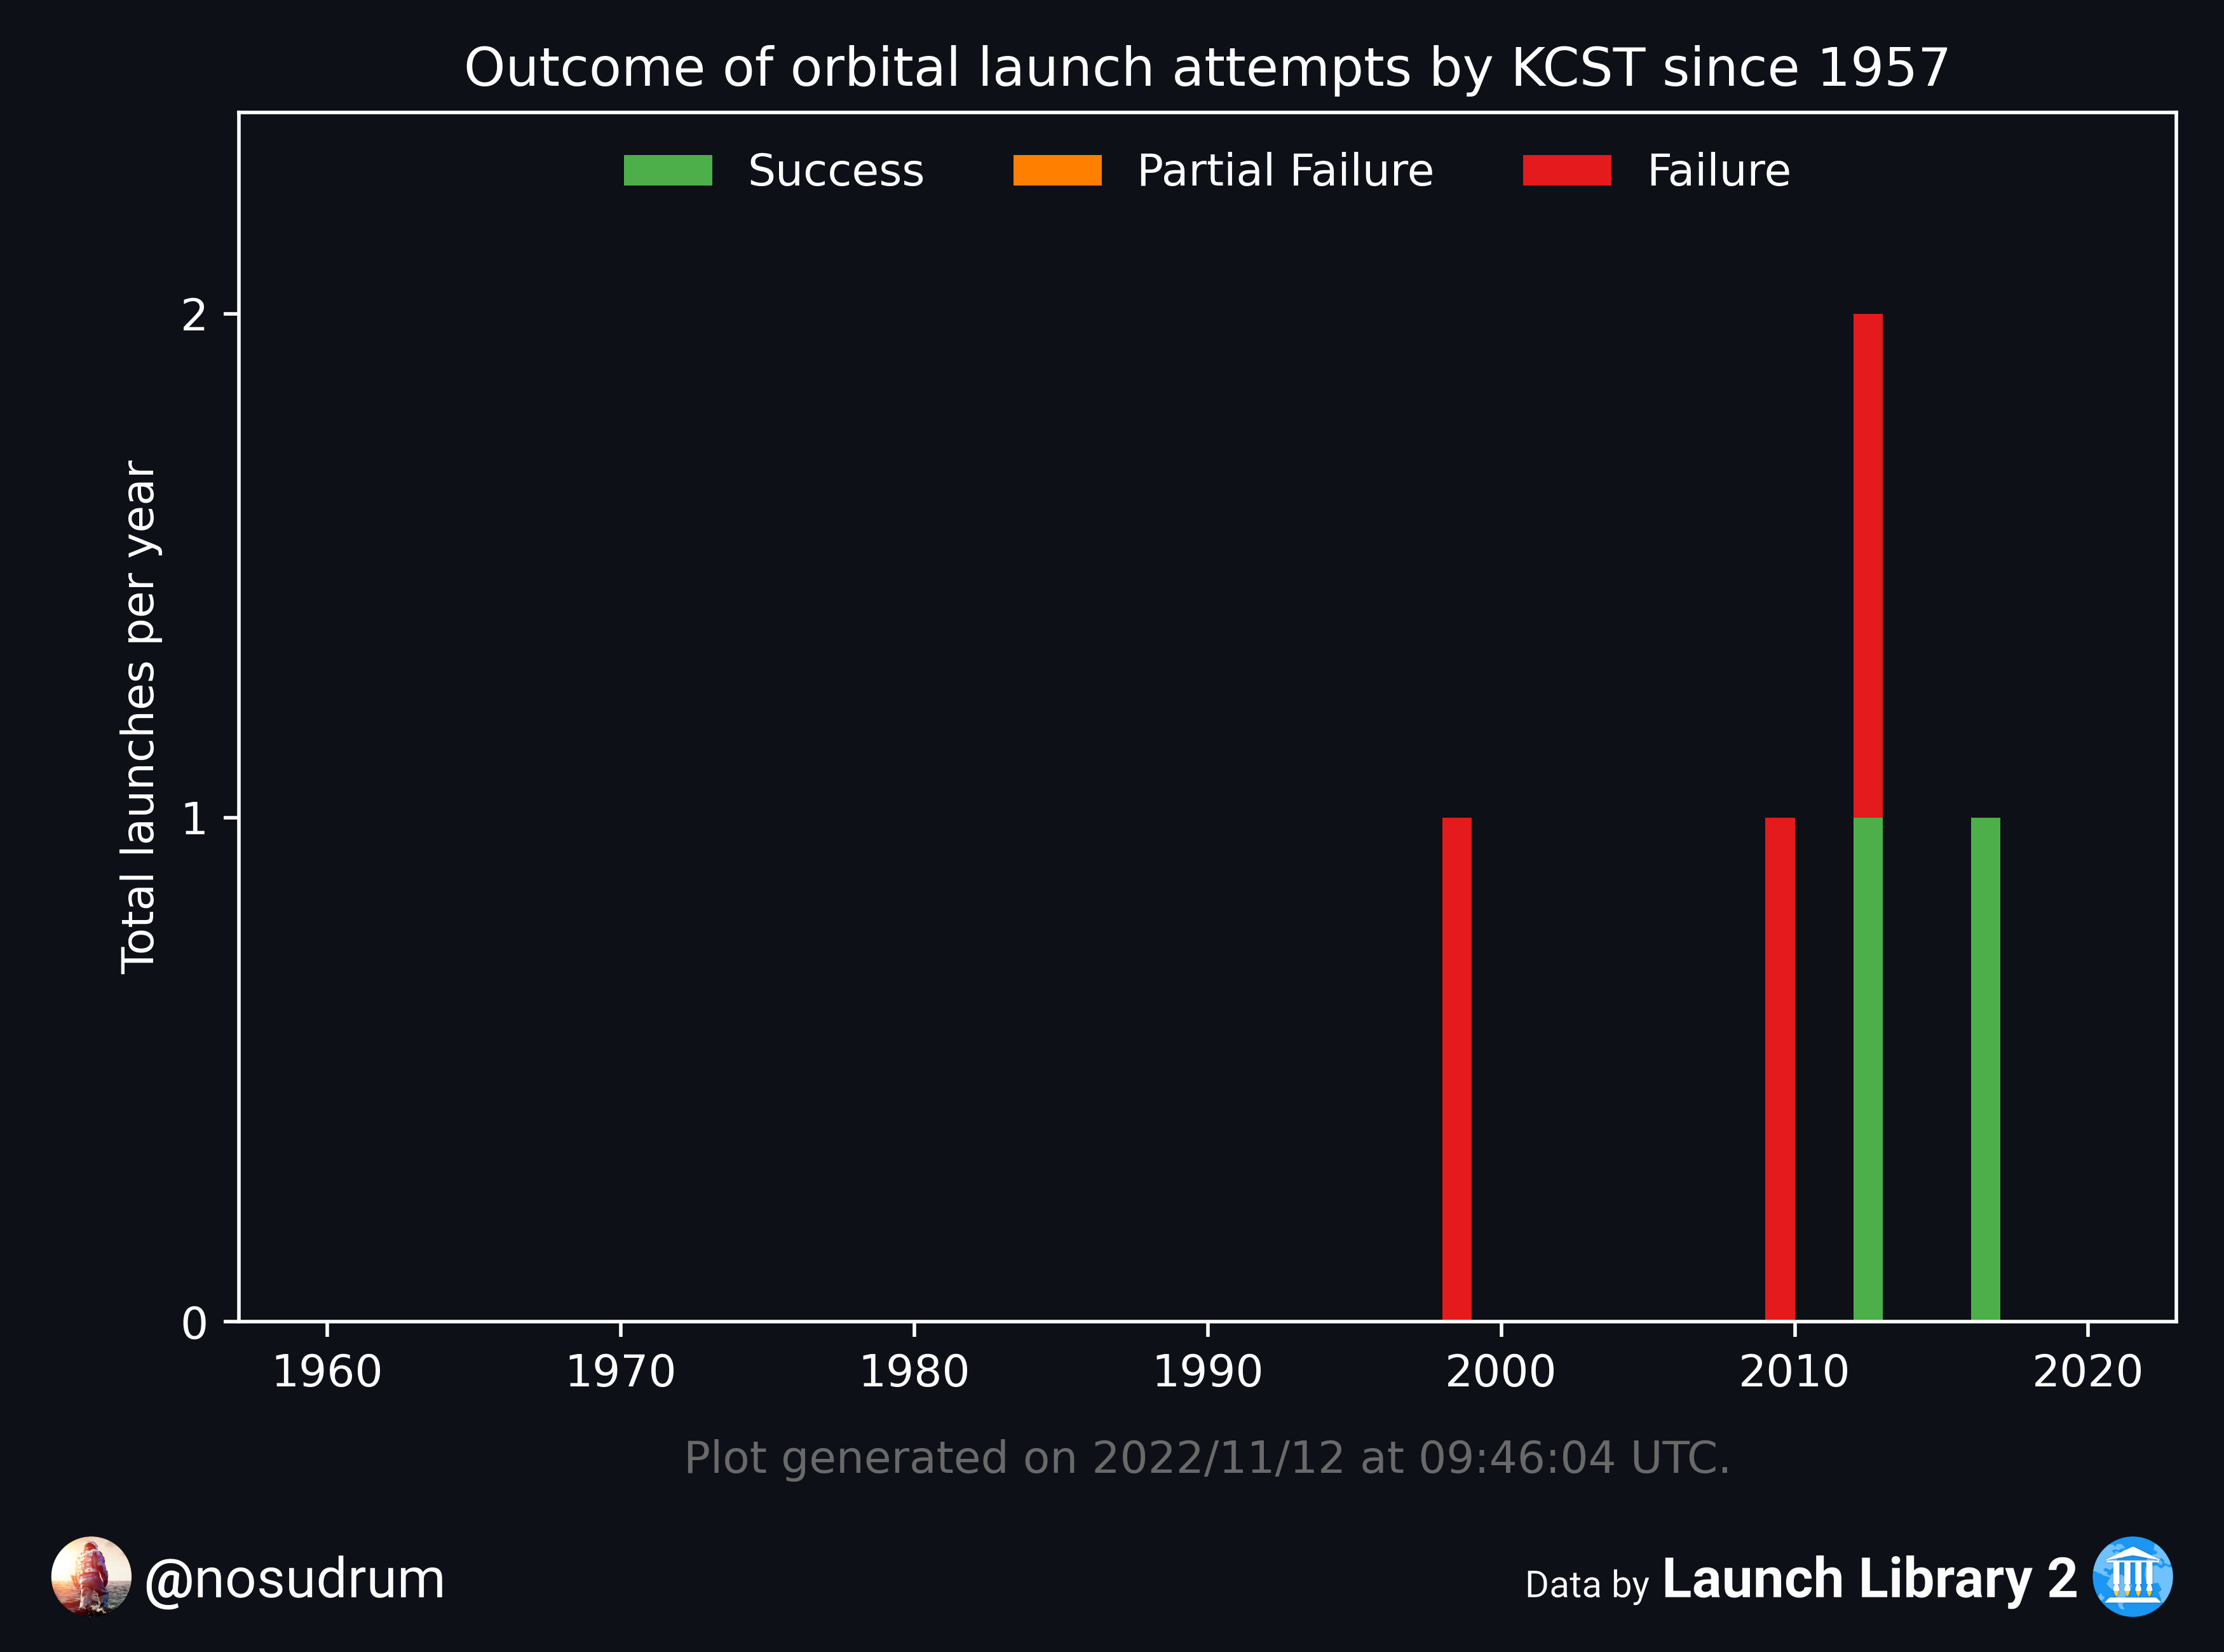 Outcome of orbital launch attempts by KCST since 1957
Success Partial Failure Failure
Total launches per year
2
1
0
1960 1970 1980 1990 2000 2010 2020
Plot generated on 2022/11/12 at 09:46:04 UTC.
@nosudrum
Data by Launch Library 2